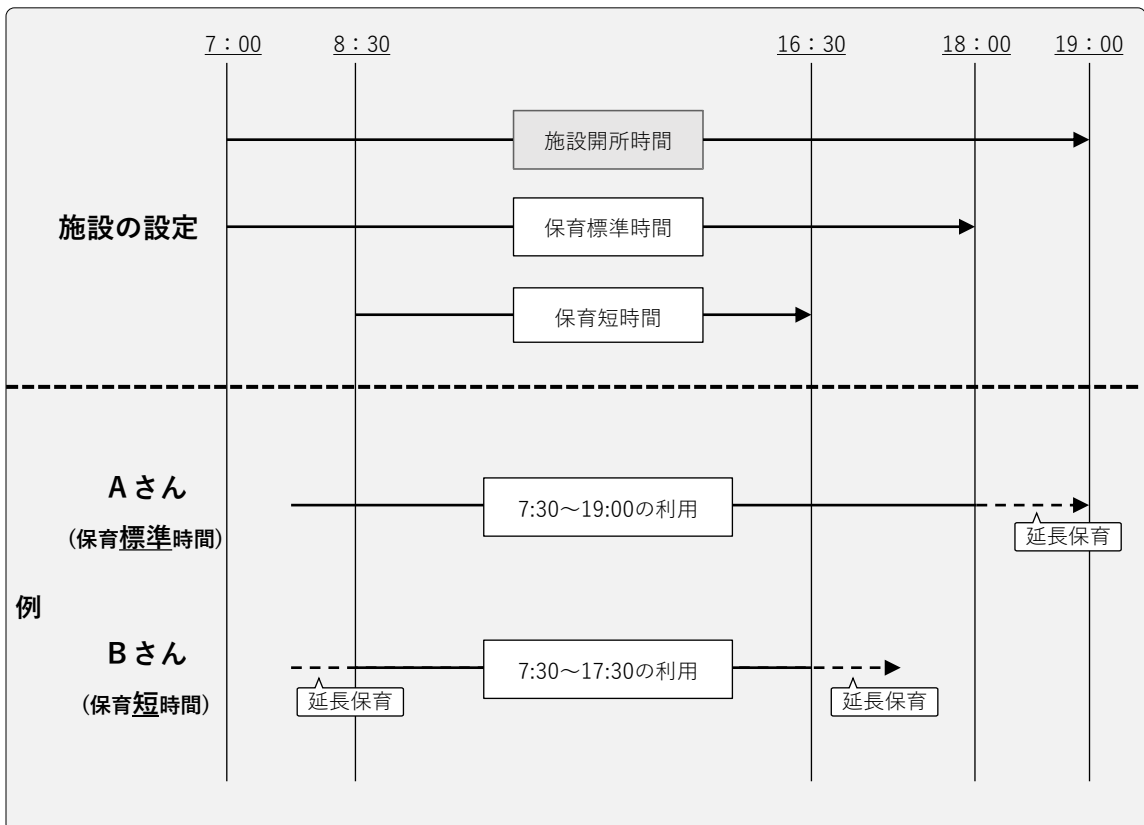 7：00
8：30
16：30
18：00
19：00
施設開所時間
施設の設定
保育標準時間
保育短時間
Aさん
(保育標準時間)
7:30～19:00の利用
延長保育
例
Bさん
(保育短時間)
7:30～17:30の利用
延長保育
延長保育